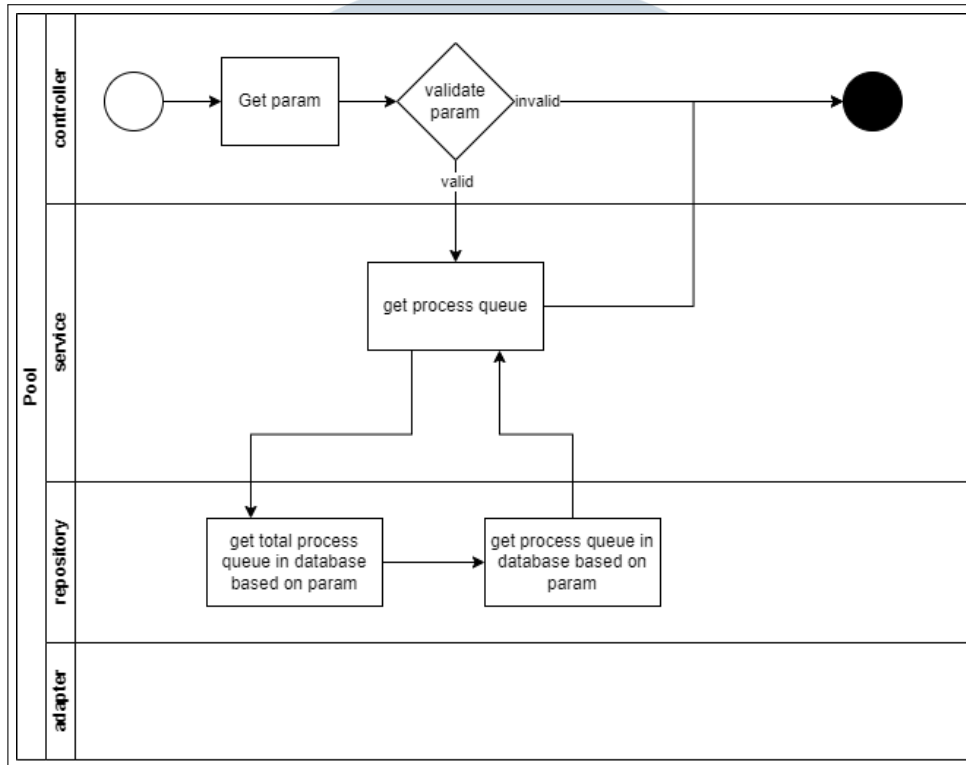 Pool
controller
Get param
validate
param
invalid
valid
service
get process queue
repository
get total process
queue in database
based on param
get process queue in
database based on
param
adapter